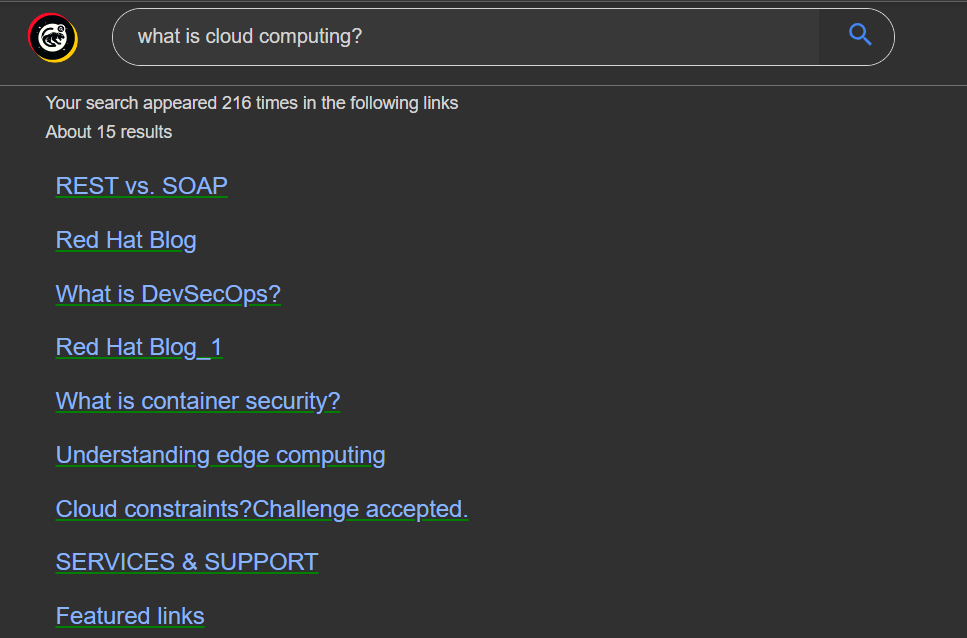 what is cloud computing?
Your search appeared 216 times in the following links
About 15 results
REST vs. SOAP
Red Hat Blog
What is DevSecOps?
Red Hat Blog_1
What is container security?
Understanding edge computing
Cloud constraints?Challenge accepted.
SERVICES & SUPPORT
Featured links